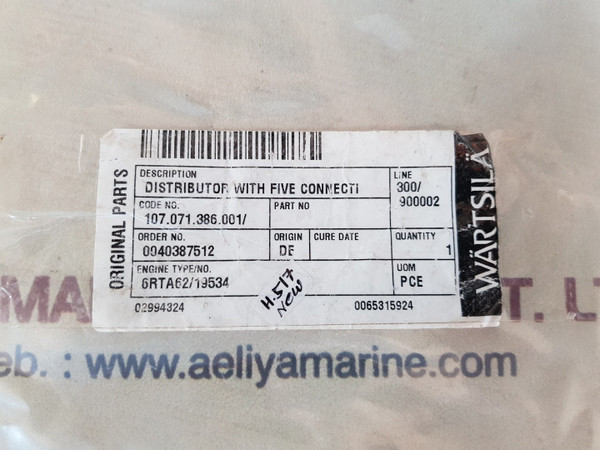 ORIGINAL PARTS
DESCRIPTION
DISTRIBUTOR WITH FIVE CONNECTI
LINE
300/
900002
CODE NO.
107.071.386.001/
PART NO
ORDER NO.
0940387512
ORIGIN
DE
CURE DATE
QUANTITY
1
ENGINE TYPE/NO.
6RTA62/19534
UOM
PCE
02994324
0065315924
H.517
NEW
WÄRTSILÄ
MA
T. LT
eb. : www.aeliyamarine.com